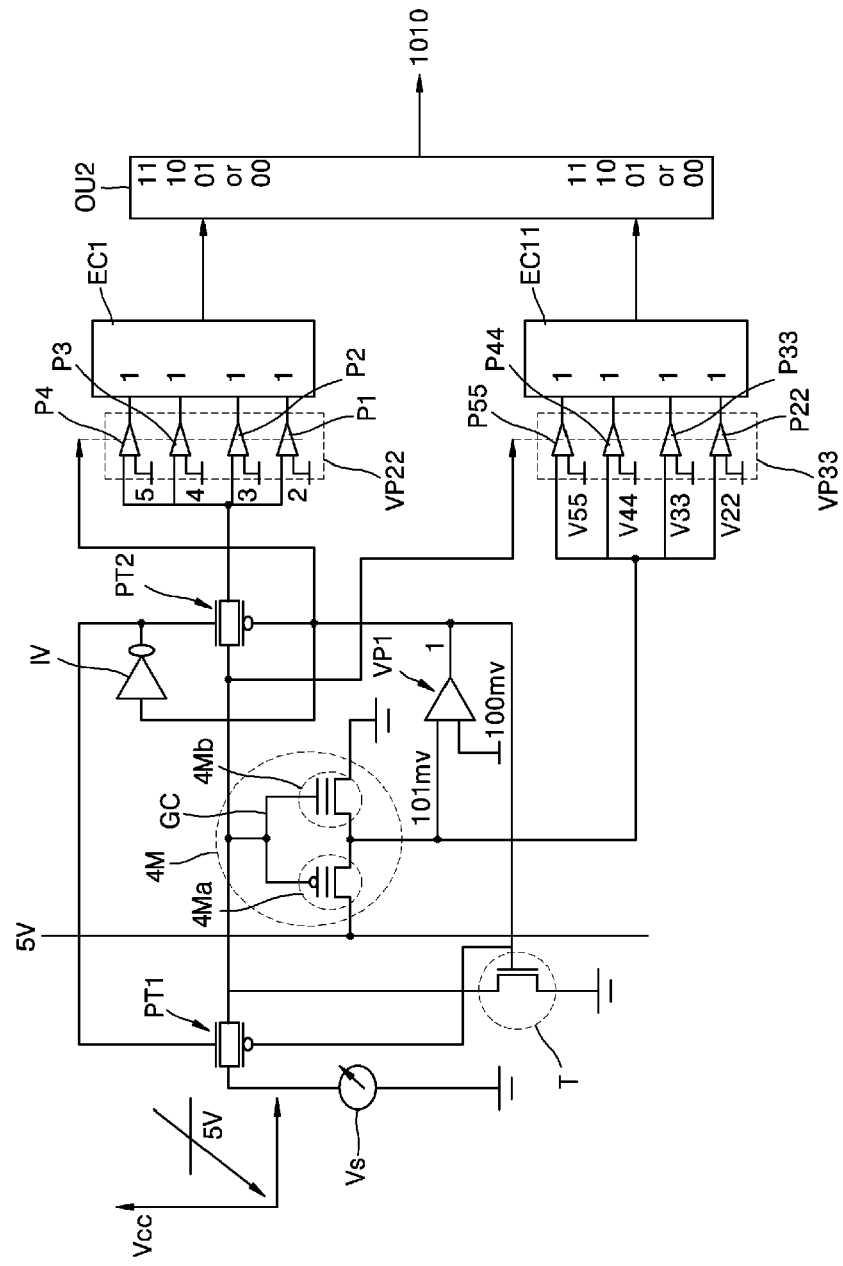 1010
OU2
11
10
01
or
00
11
10
01
or
00
EC1
EC11
1
1
1
1
1
1
1
1
P4
P3
P2
P1
P55
P44
P33
P22
5
4
3
2
VP22
V55
V44
V33
V22
VP33
PT2
IV
VP1
1
100mv
101mv
4Mb
GC
4M
4Ma
5V
PT1
T
5V
Vs
Vcc